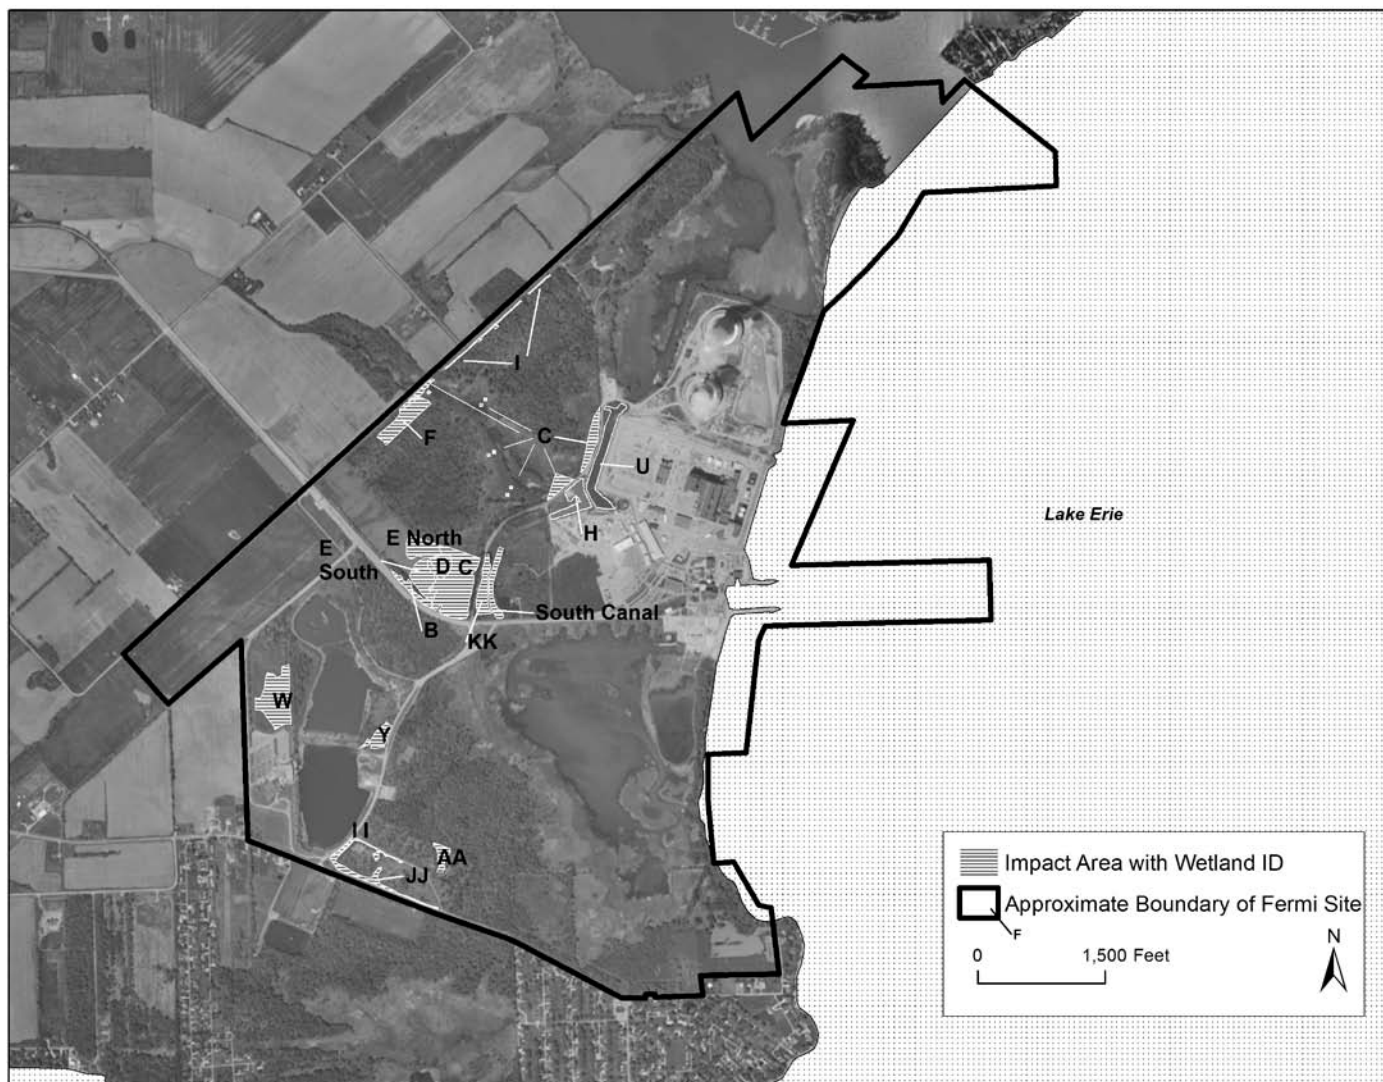 I
F
C
U
H
Lake Erie
E North
E
South
D C
B
South Canal
KK
W
Y
I I
AA
JJ
Impact Area with Wetland ID
Approximate Boundary of Fermi Site
F
0 1,500 Feet
N